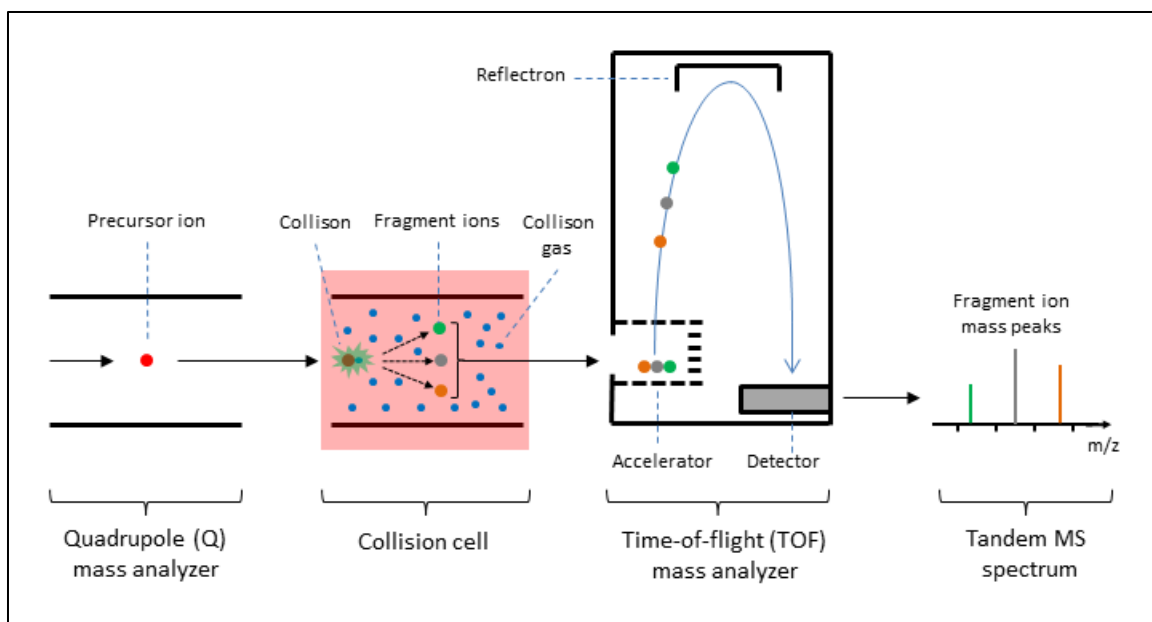 Reflectron
Precursor ion
Collison
Fragment ions
Collison
gas
Fragment ion
mass peaks
m/z
Accelerator
Detector
Quadrupole (Q)
mass analyzer
Collision cell
Time-of-flight (TOF)
mass analyzer
Tandem MS
spectrum